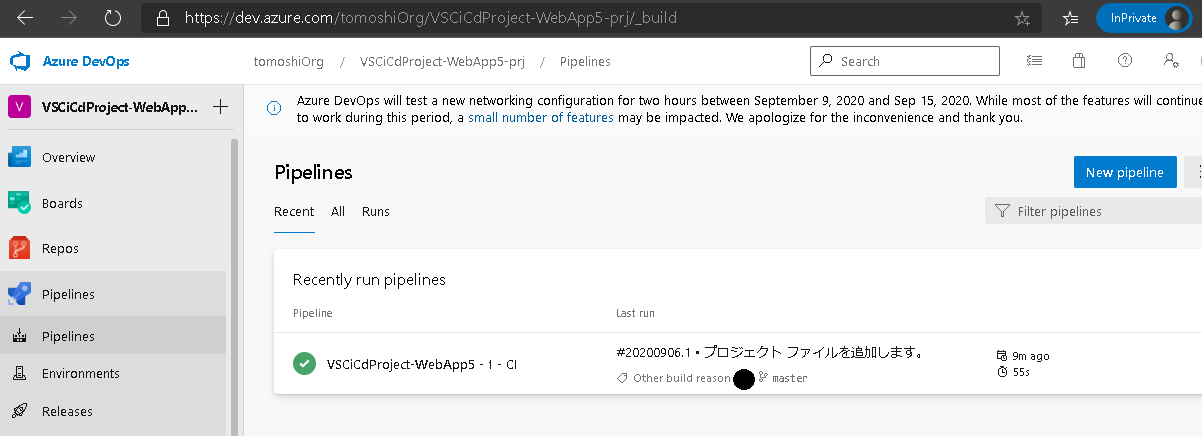 https://dev.azure.com/tomoshiOrg/VSCiCdProject-WebApp5-prj/_build
InPrivate
Azure DevOps
tomoshiOrg / VSCiCdProject-WebApp5-prj / Pipelines
Search
V VSCiCdProject-WebApp...
Azure DevOps will test a new networking configuration for two hours between September 9, 2020 and Sep 15, 2020. While most of the features will continue
to work during this period, a small number of features may be impacted. We apologize for the inconvenience and thank you.
Overview
Boards
Repos
Pipelines
Pipelines
Environments
Releases
Pipelines
New pipeline
Recent All Runs
Filter pipelines
Recently run pipelines
Pipeline Last run
VSCiCdProject-WebApp5 - 1 - CI
#20200906.1 • プロジェクト ファイルを追加します。
Other build reason master
9m ago
55s